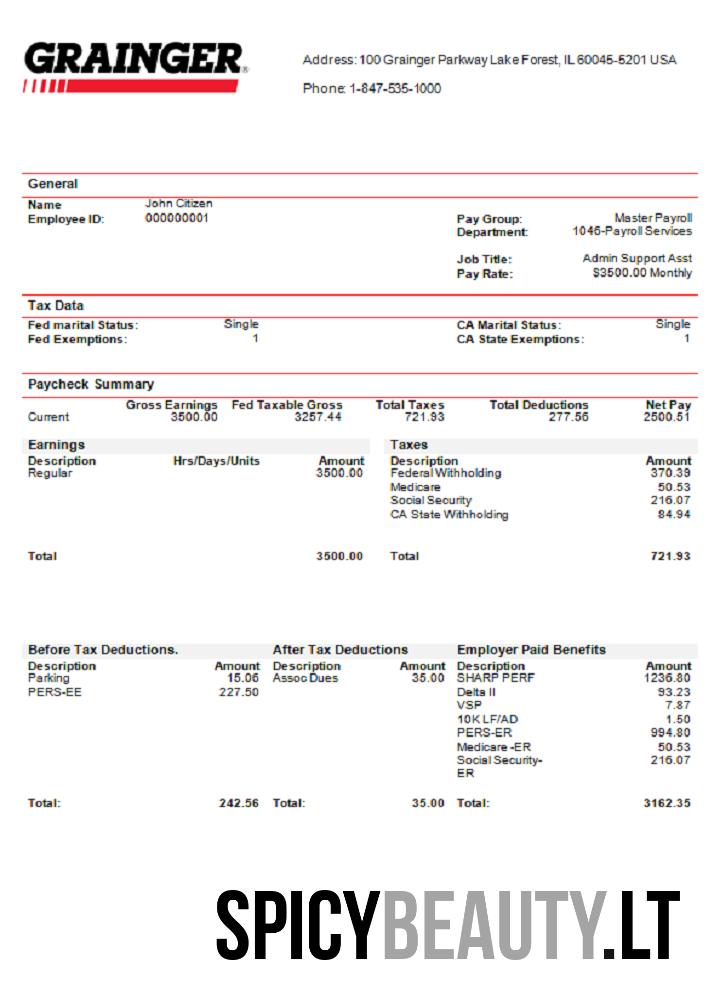 GRAINGER
Address: 100 Grainger Parkway Lake Forest, IL 60045-5201 USA
Phone: 1-847-535-1000
General
Name John Citizen
Employee ID: 000000001
Pay Group: Master Payroll
Department: 1046-Payroll Services
Job Title: Admin Support Asst
Pay Rate: $3500.00 Monthly
Tax Data
Fed marital Status: Single CA Marital Status: Single
Fed Exemptions: 1 CA State Exemptions: 1
Paycheck Summary
Gross Earnings Fed Taxable Gross Total Taxes Total Deductions Net Pay
Current 3500.00 3257.44 721.93 277.56 2500.51
Earnings Taxes
Description Hrs/Days/Units Amount Description Amount
Regular 3500.00 Federal Withholding 370.39
Medicare 50.53
Social Security 216.07
CA State Withholding 84.94
Total 3500.00 Total 721.93
Before Tax Deductions. After Tax Deductions Employer Paid Benefits
Description Amount Description Amount Description Amount
Parking 15.06 Assoc Dues 35.00 SHARP PERF 1236.80
PERS-EE 227.50 Delta II 93.23
VSP 7.87
10K LF/AD 1.50
PERS-ER 994.80
Medicare -ER 50.53
Social Security- 216.07
ER
Total: 242.56 Total: 35.00 Total: 3162.35
SPICYBEAUTY.LT